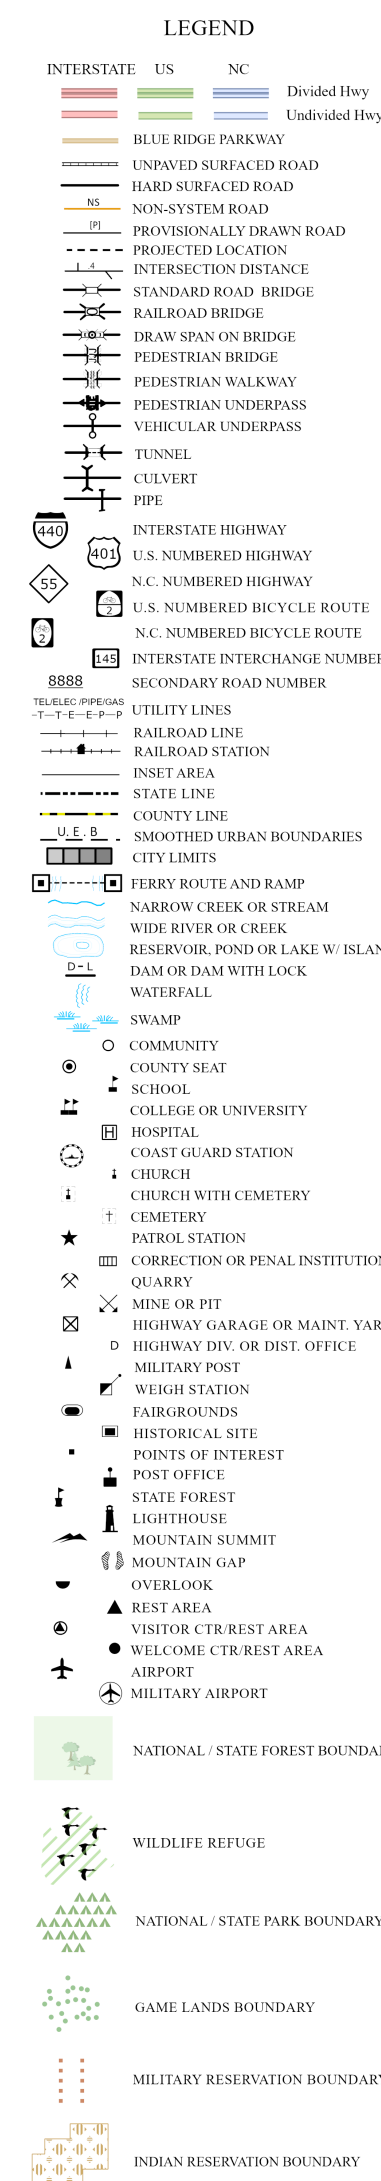 LEGEND
INTERSTATE US NC
Divided Hwy
Undivided Hwy
BLUE RIDGE PARKWAY
UNPAVED SURFACED ROAD
HARD SURFACED ROAD
NS NON-SYSTEM ROAD
[P] PROVISIONALLY DRAWN ROAD
PROJECTED LOCATION
.4 INTERSECTION DISTANCE
STANDARD ROAD BRIDGE
RAILROAD BRIDGE
DRAW SPAN ON BRIDGE
PEDESTRIAN BRIDGE
PEDESTRIAN WALKWAY
PEDESTRIAN UNDERPASS
VEHICULAR UNDERPASS
TUNNEL
CULVERT
PIPE
440 INTERSTATE HIGHWAY
401 U.S. NUMBERED HIGHWAY
55 N.C. NUMBERED HIGHWAY
2 U.S. NUMBERED BICYCLE ROUTE
2 N.C. NUMBERED BICYCLE ROUTE
145 INTERSTATE INTERCHANGE NUMBER
8888 SECONDARY ROAD NUMBER
TEL/ELEC /PIPE/GAS
-T-T-E-E-P-P UTILITY LINES
RAILROAD LINE
RAILROAD STATION
INSET AREA
STATE LINE
COUNTY LINE
U.E.B SMOOTHED URBAN BOUNDARIES
CITY LIMITS
FERRY ROUTE AND RAMP
NARROW CREEK OR STREAM
WIDE RIVER OR CREEK
RESERVOIR, POND OR LAKE W/ ISLAN
D-L DAM OR DAM WITH LOCK
WATERFALL
SWAMP
COMMUNITY
COUNTY SEAT
SCHOOL
COLLEGE OR UNIVERSITY
H HOSPITAL
COAST GUARD STATION
CHURCH
CHURCH WITH CEMETERY
CEMETERY
PATROL STATION
CORRECTION OR PENAL INSTITUTION
QUARRY
MINE OR PIT
HIGHWAY GARAGE OR MAINT. YAR
D HIGHWAY DIV. OR DIST. OFFICE
MILITARY POST
WEIGH STATION
FAIRGROUNDS
HISTORICAL SITE
POINTS OF INTEREST
POST OFFICE
STATE FOREST
LIGHTHOUSE
MOUNTAIN SUMMIT
MOUNTAIN GAP
OVERLOOK
REST AREA
VISITOR CTR/REST AREA
WELCOME CTR/REST AREA
AIRPORT
MILITARY AIRPORT
NATIONAL / STATE FOREST BOUNDA
WILDLIFE REFUGE
NATIONAL / STATE PARK BOUNDARY
GAME LANDS BOUNDARY
MILITARY RESERVATION BOUNDARY
INDIAN RESERVATION BOUNDARY